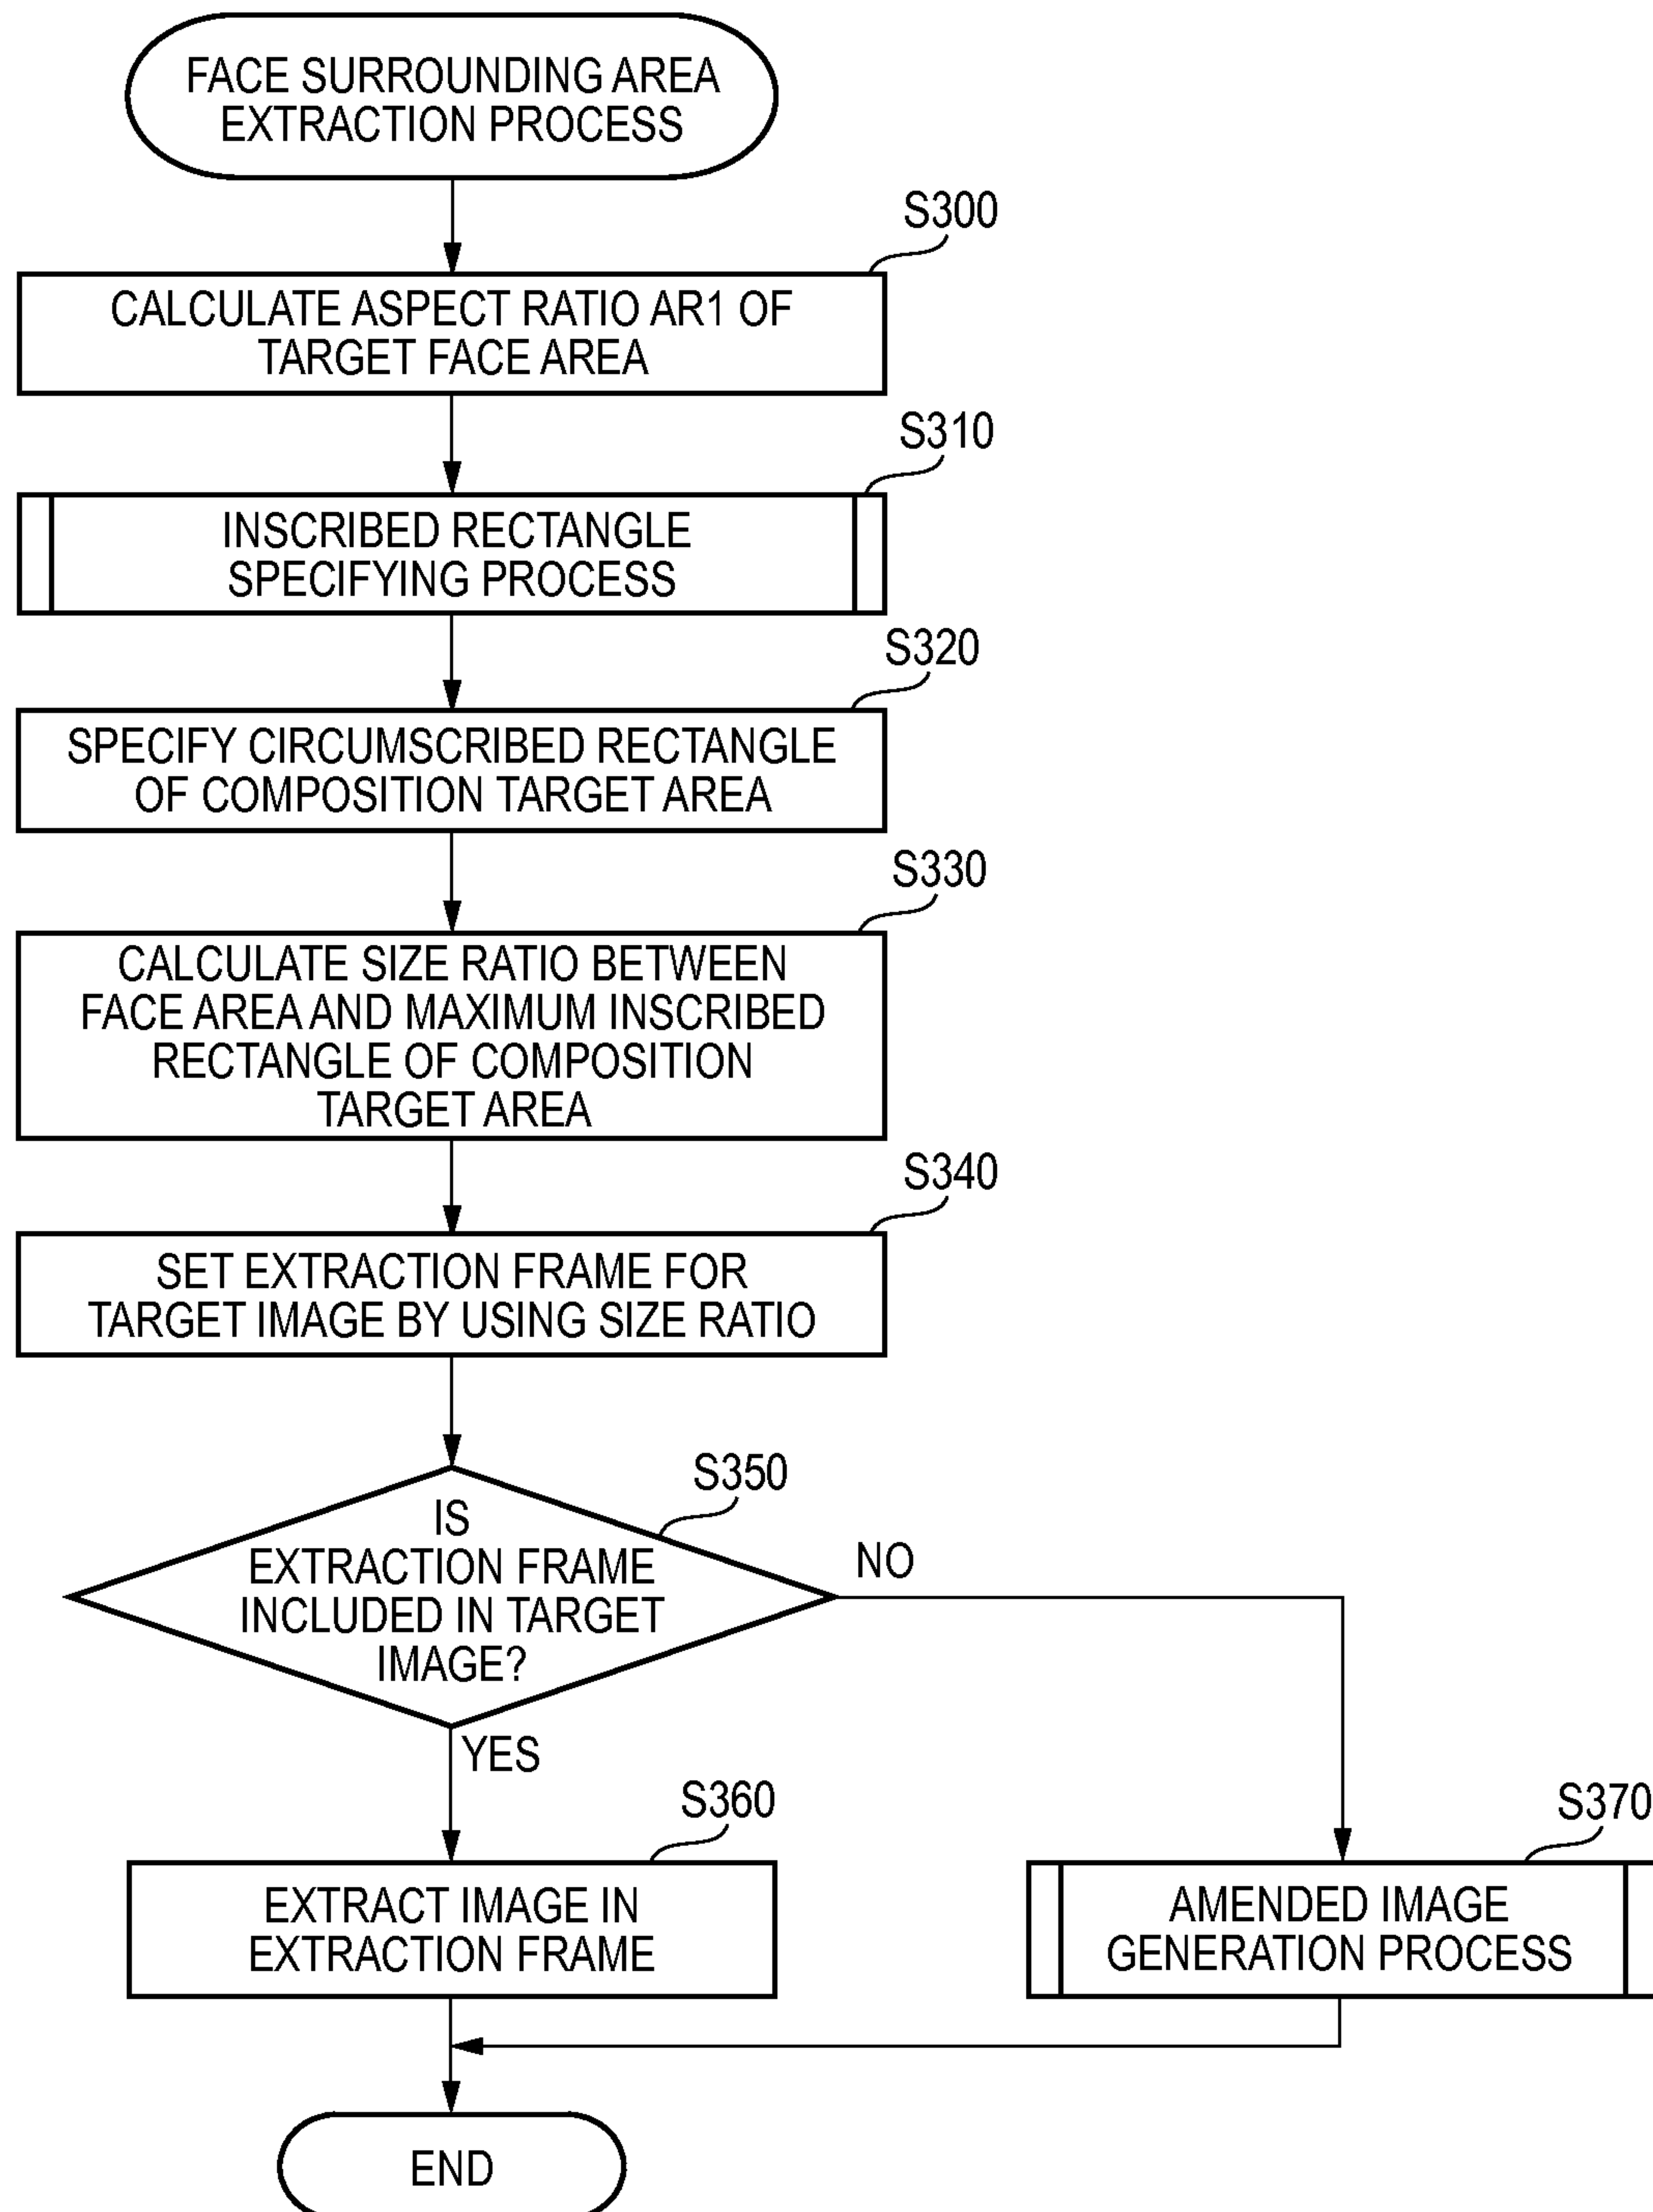 FACE SURROUNDING AREA
EXTRACTION PROCESS
S300
CALCULATE ASPECT RATIO AR1 OF
TARGET FACE AREA
S310
INSCRIBED RECTANGLE
SPECIFYING PROCESS
S320
SPECIFY CIRCUMSCRIBED RECTANGLE
OF COMPOSITION TARGET AREA
S330
CALCULATE SIZE RATIO BETWEEN
FACE AREA AND MAXIMUM INSCRIBED
RECTANGLE OF COMPOSITION
TARGET AREA
S340
SET EXTRACTION FRAME FOR
TARGET IMAGE BY USING SIZE RATIO
S350
IS
EXTRACTION FRAME
INCLUDED IN TARGET
IMAGE?
NO
YES
S360
EXTRACT IMAGE IN
EXTRACTION FRAME
S370
AMENDED IMAGE
GENERATION PROCESS
END